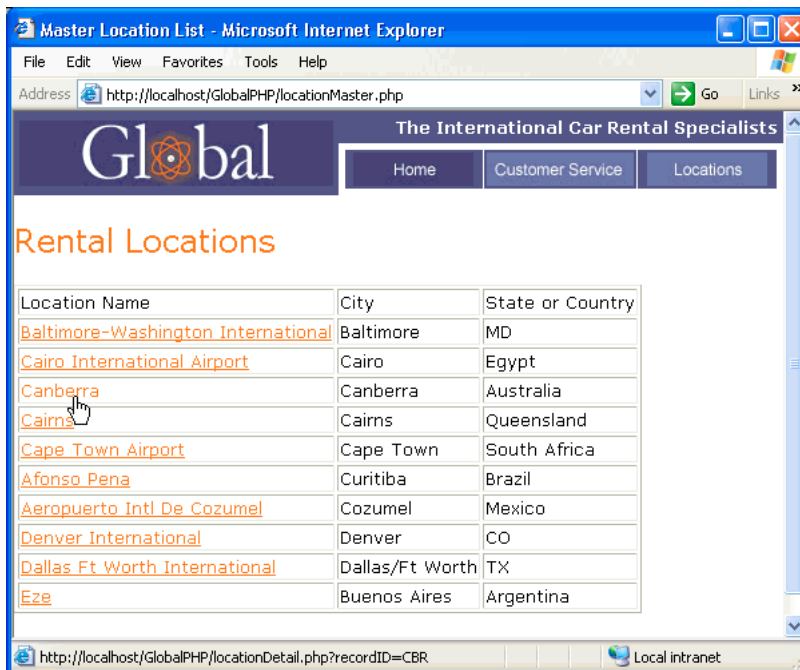 Master Location List - Microsoft Internet Explorer
File Edit View Favorites Tools Help
Address http://localhost/GlobalPHP/locationMaster.php Go Links »
Global
The International Car Rental Specialists
Home Customer Service Locations
Rental Locations
Location Name City State or Country
Baltimore-Washington International Baltimore MD
Cairo International Airport Cairo Egypt
Canberra Canberra Australia
Cairns Cairns Queensland
Cape Town Airport Cape Town South Africa
Afonso Pena Curitiba Brazil
Aeropuerto Intl De Cozumel Cozumel Mexico
Denver International Denver CO
Dallas Ft Worth International Dallas/Ft Worth TX
Eze Buenos Aires Argentina
http://localhost/GlobalPHP/locationDetail.php?recordID=CBR Local intranet